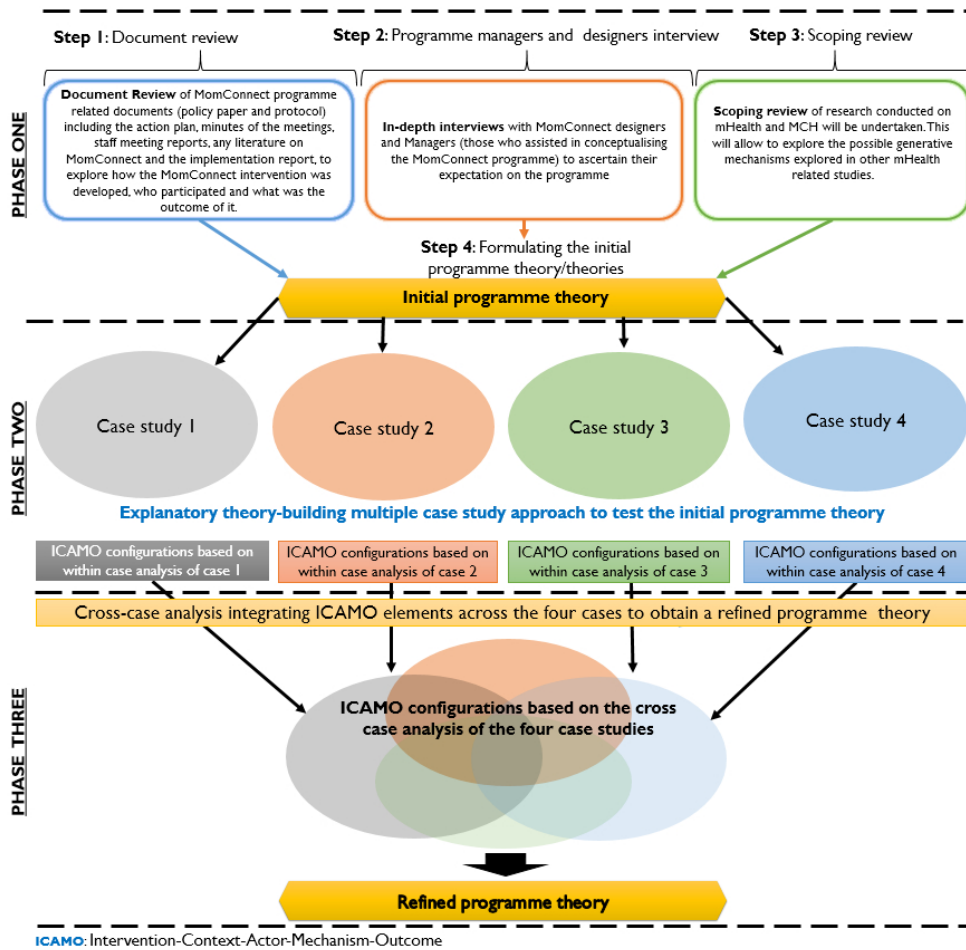 Step 1: Document review
Step 2: Programme managers and designers interview
Step 3: Scoping review
PHASE ONE
Document Review of MomConnect programme
related documents (policy paper and protocol)
including the action plan, minutes of the meetings,
staff meeting reports, any literature on
MomConnect and the implementation report, to
explore how the MomConnect intervention was
developed, who participated and what was the
outcome of it.
In-depth interviews with MomConnect designers
and Managers (those who assisted in conceptualising
the MomConnect programme) to ascertain their
expectation on the programme
Scoping review of research conducted on
mHealth and MCH will be undertaken. This
will allow to explore the possible generative
mechanisms explored in other mHealth
related studies.
Step 4: Formulating the initial
programme theory/theories
Initial programme theory
PHASE TWO
Case study 1
Case study 2
Case study 3
Case study 4
Explanatory theory-building multiple case study approach to test the initial programme theory
ICAMO configurations based on
within case analysis of case 1
ICAMO configurations based on
within case analysis of case 2
ICAMO configurations based on
within case analysis of case 3
ICAMO configurations based on
within case analysis of case 4
Cross-case analysis integrating ICAMO elements across the four cases to obtain a refined programme theory
PHASE THREE
ICAMO configurations based on the cross
case analysis of the four case studies
Refined programme theory
ICAMO: Intervention-Context-Actor-Mechanism-Outcome